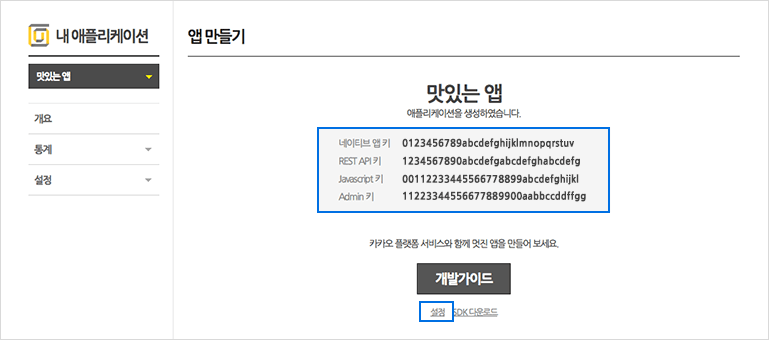 내 애플리케이션
맛있는 앱
개요
통계
설정
앱 만들기
맛있는 앱
애플리케이션을 생성하였습니다.
네이티브 앱 키 0123456789abcdefghijklmnopqrstuv
REST API 키 1234567890abcdefgabcdefghabcdefg
Javascript 키 00112233445566778899abcdefghijkl
Admin 키 11223344556677889900aabbccddffgg
카카오 플랫폼 서비스와 함께 멋진 앱을 만들어 보세요.
개발가이드
설정 SDK 다운로드